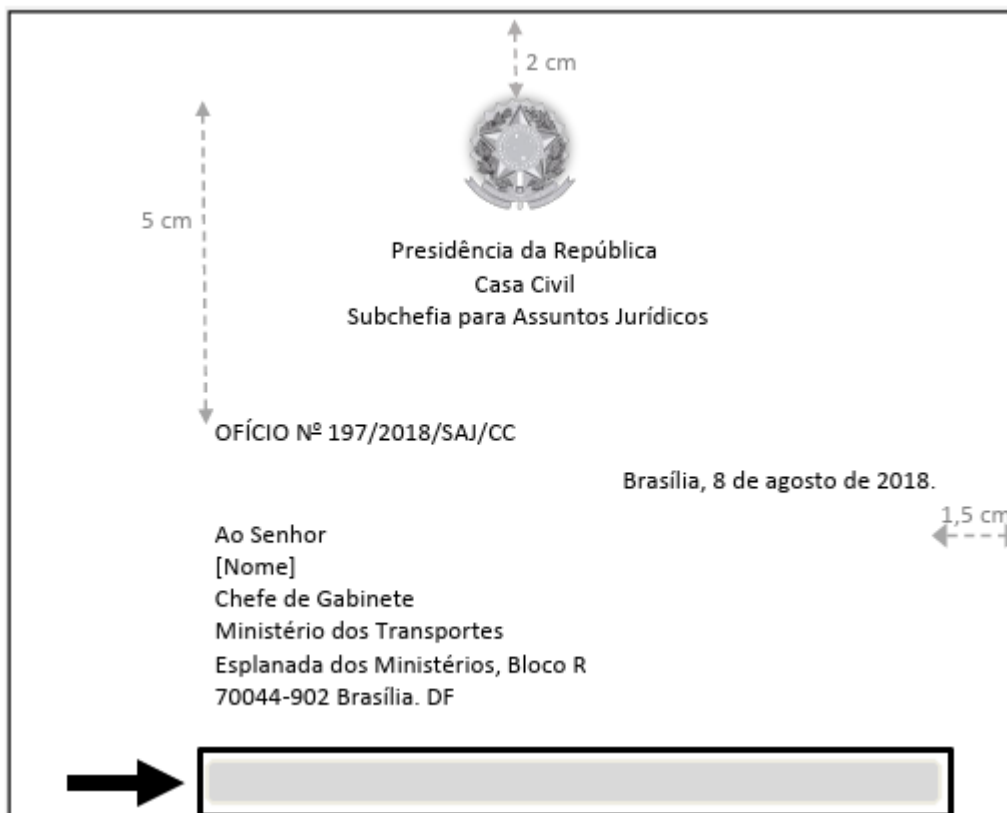 2 cm
5 cm
Presidência da República
Casa Civil
Subchefia para Assuntos Jurídicos
OFÍCIO Nº 197/2018/SAJ/CC
Brasília, 8 de agosto de 2018.
1,5 cm
Ao Senhor
[Nome]
Chefe de Gabinete
Ministério dos Transportes
Esplanada dos Ministérios, Bloco R
70044-902 Brasília. DF